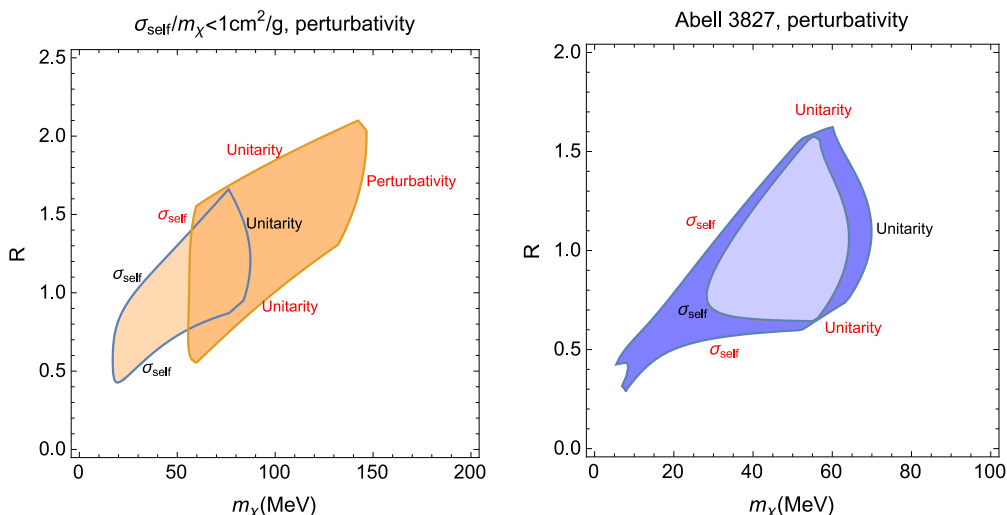 σself/mχ<1cm²/g, perturbativity
2.5
2.0
1.5
1.0
0.5
0.0
R
Unitarity
Perturbativity
σself
Unitarity
σself
Unitarity
σself
0
50
100
150
200
mχ(MeV)
Abell 3827, perturbativity
2.0
1.5
1.0
0.5
0.0
R
Unitarity
σself
Unitarity
σself
Unitarity
σself
0
20
40
60
80
100
mχ(MeV)